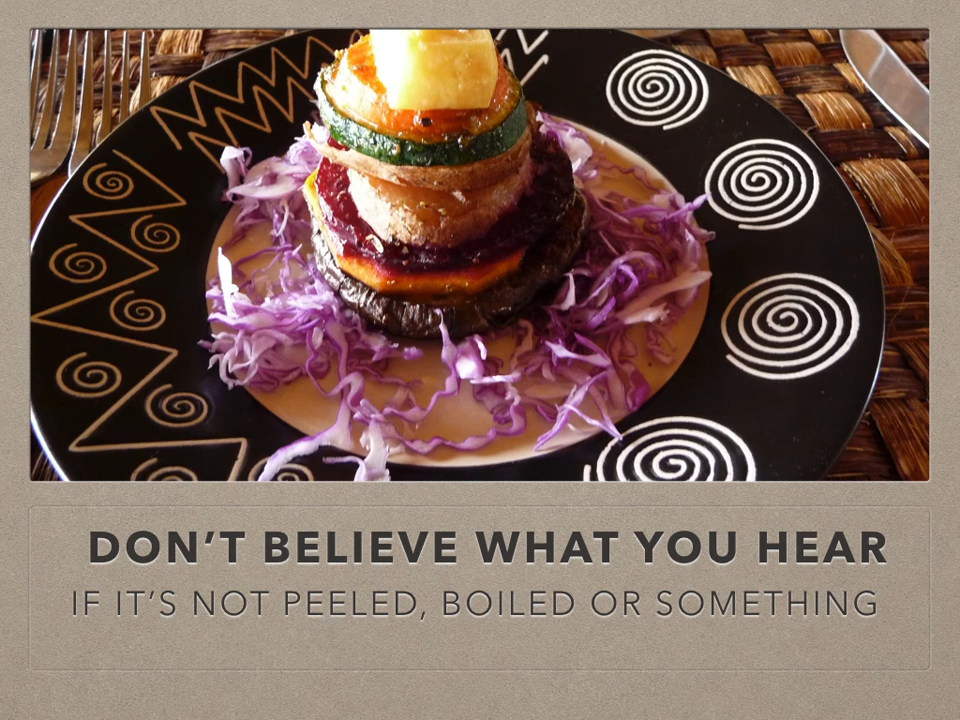 DON'T BELIEVE WHAT YOU HEAR
IF IT'S NOT PEELED, BOILED OR SOMETHING